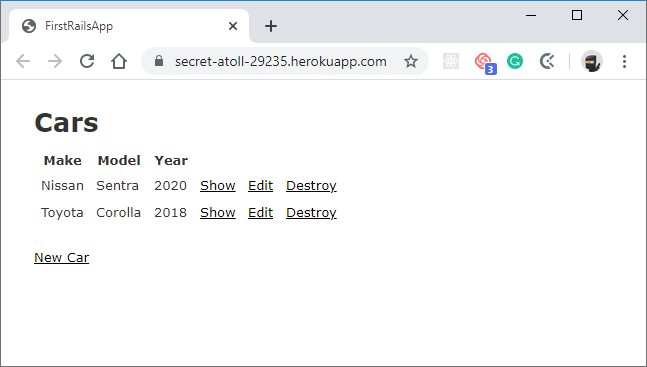 FirstRailsApp
secret-atoll-29235.herokuapp.com
3
Cars
Make Model Year
Nissan Sentra 2020 Show Edit Destroy
Toyota Corolla 2018 Show Edit Destroy
New Car